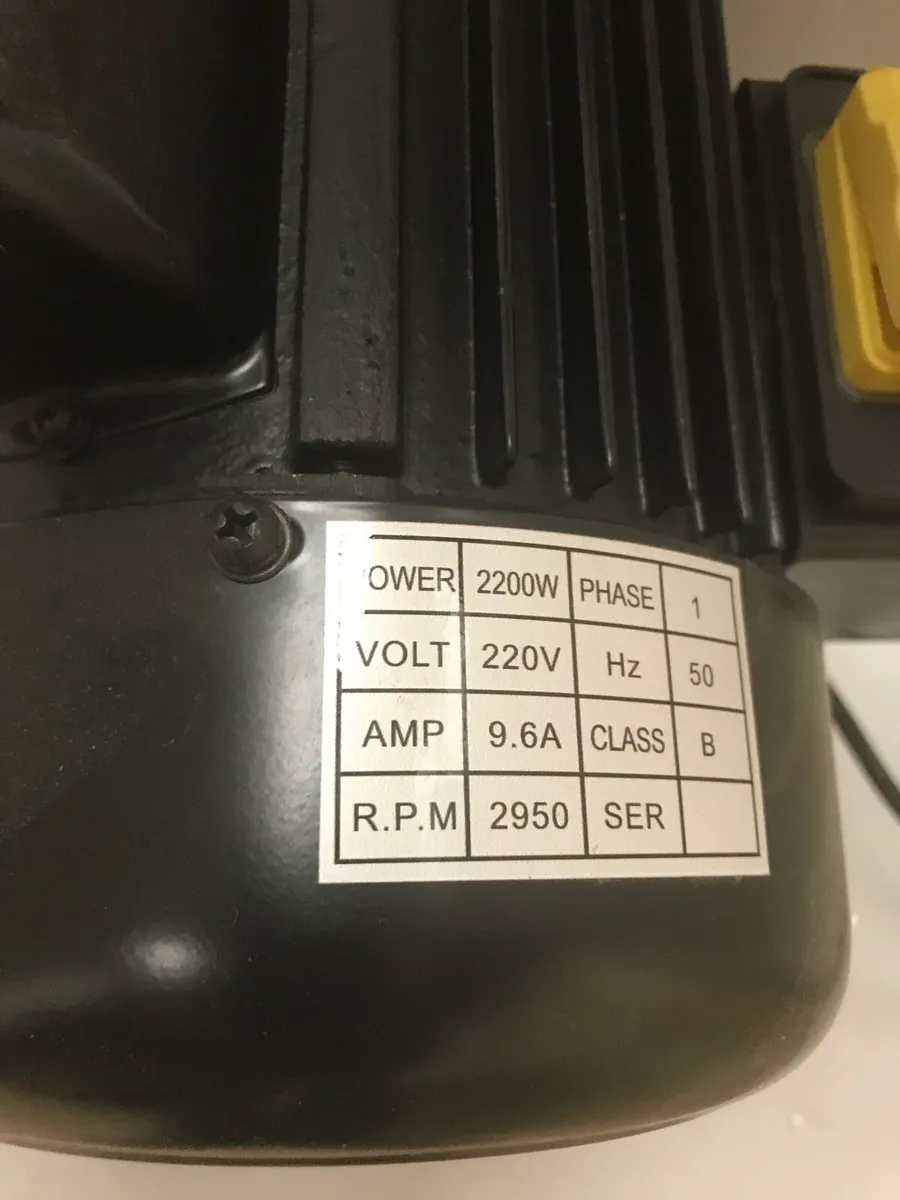 OWER 2200W PHASE 1
VOLT 220V Hz 50
AMP 9.6A CLASS B
R.P.M 2950 SER